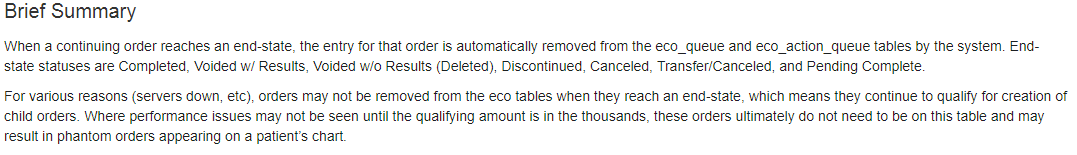 Brief Summary
When a continuing order reaches an end-state, the entry for that order is automatically removed from the eco_queue and eco_action_queue tables by the system. End-
state statuses are Completed, Voided w/ Results, Voided w/o Results (Deleted), Discontinued, Canceled, Transfer/Canceled, and Pending Complete.
For various reasons (servers down, etc), orders may not be removed from the eco tables when they reach an end-state, which means they continue to qualify for creation of
child orders. Where performance issues may not be seen until the qualifying amount is in the thousands, these orders ultimately do not need to be on this table and may
result in phantom orders appearing on a patient's chart.